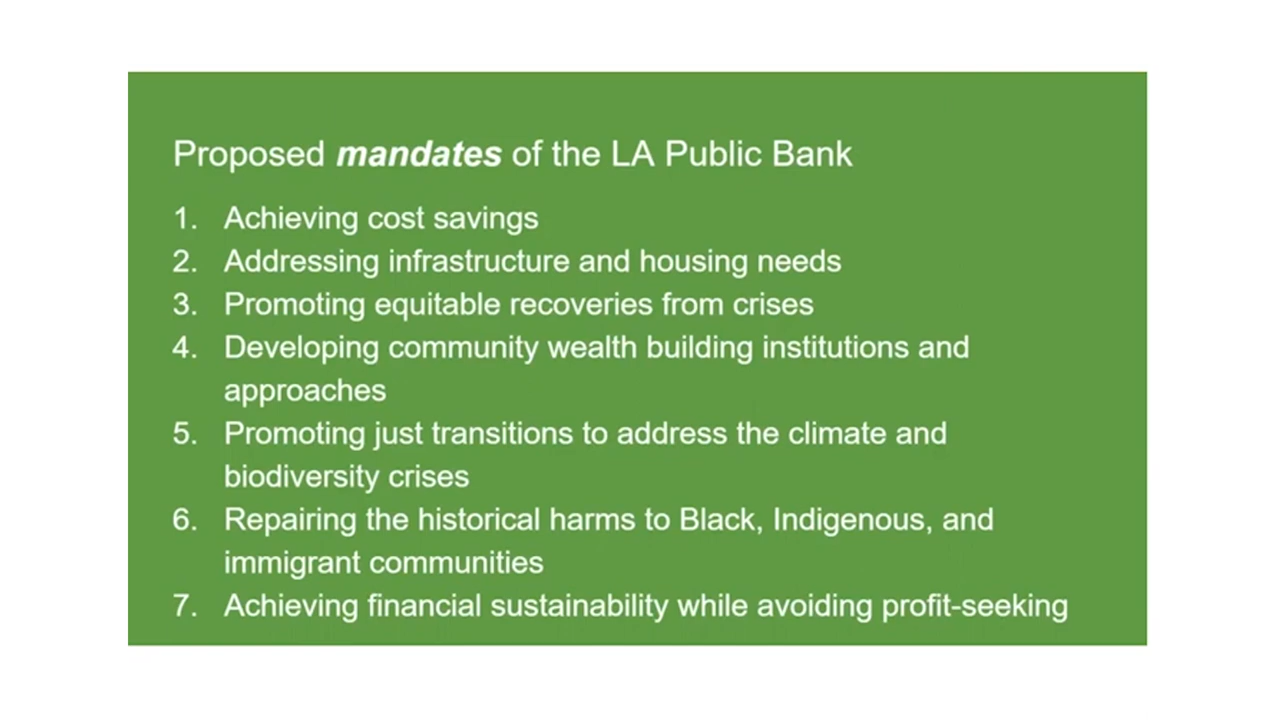 Proposed mandates of the LA Public Bank
1. Achieving cost savings
2. Addressing infrastructure and housing needs
3. Promoting equitable recoveries from crises
4. Developing community wealth building institutions and
approaches
5. Promoting just transitions to address the climate and
biodiversity crises
6. Repairing the historical harms to Black, Indigenous, and
immigrant communities
7. Achieving financial sustainability while avoiding profit-seeking